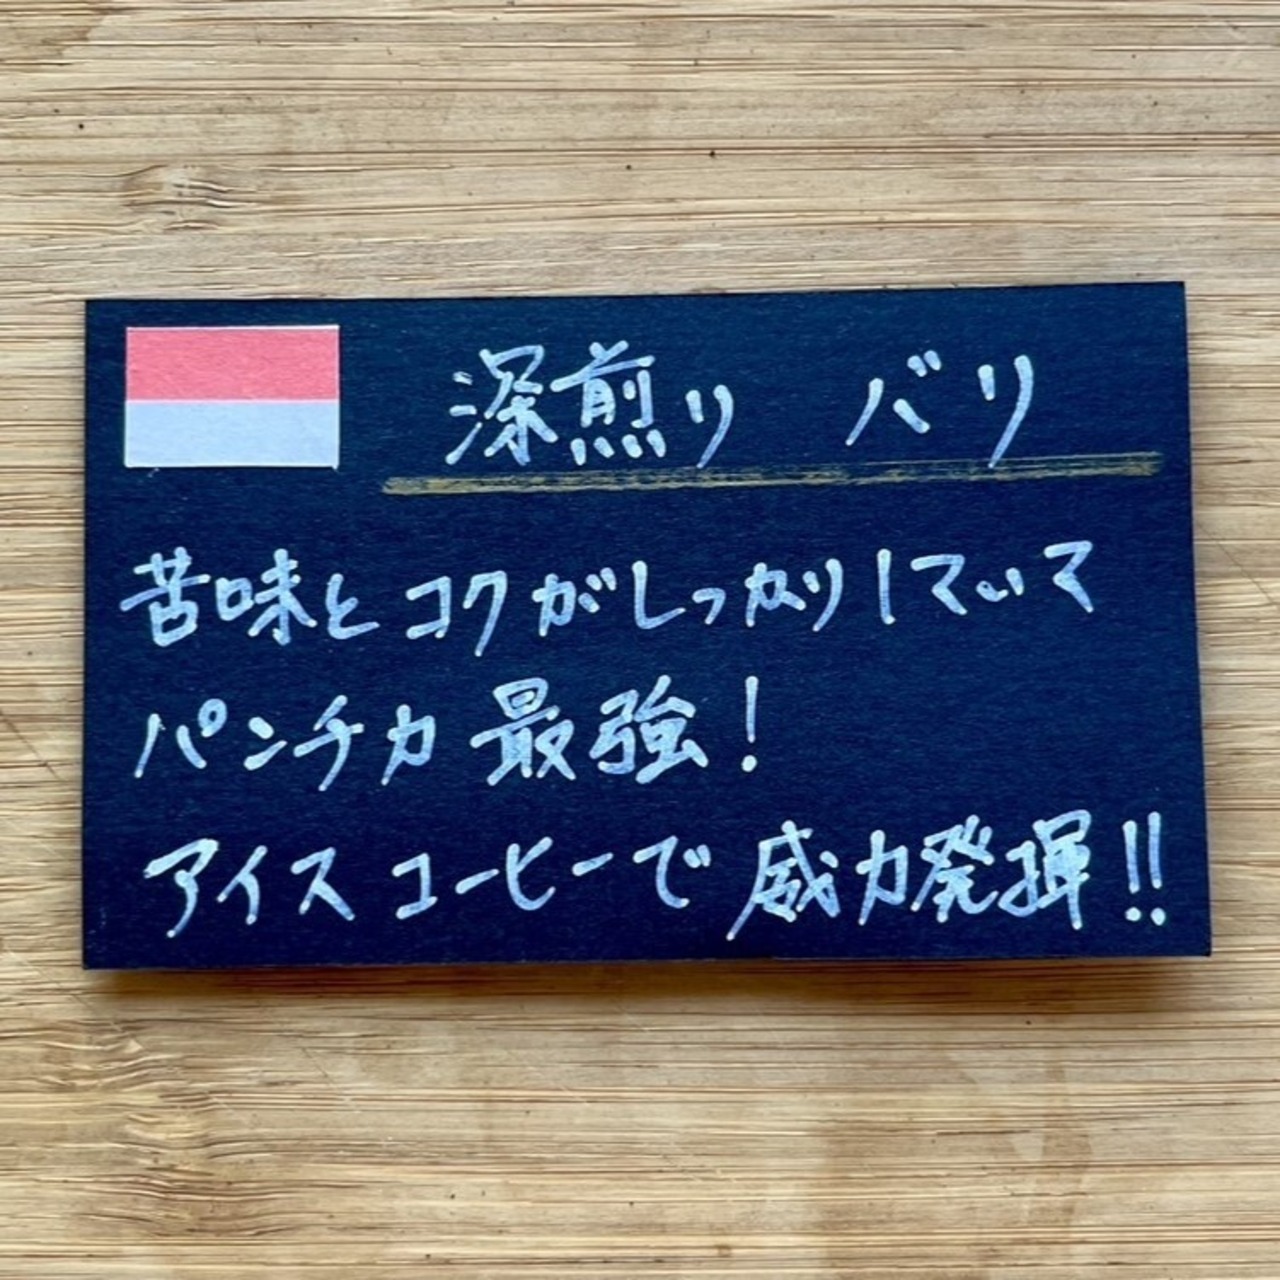 深煎り バリ
苦味とコクがしっかりしていて
パンチ力最強!
アイスコーヒーで威力発揮!!